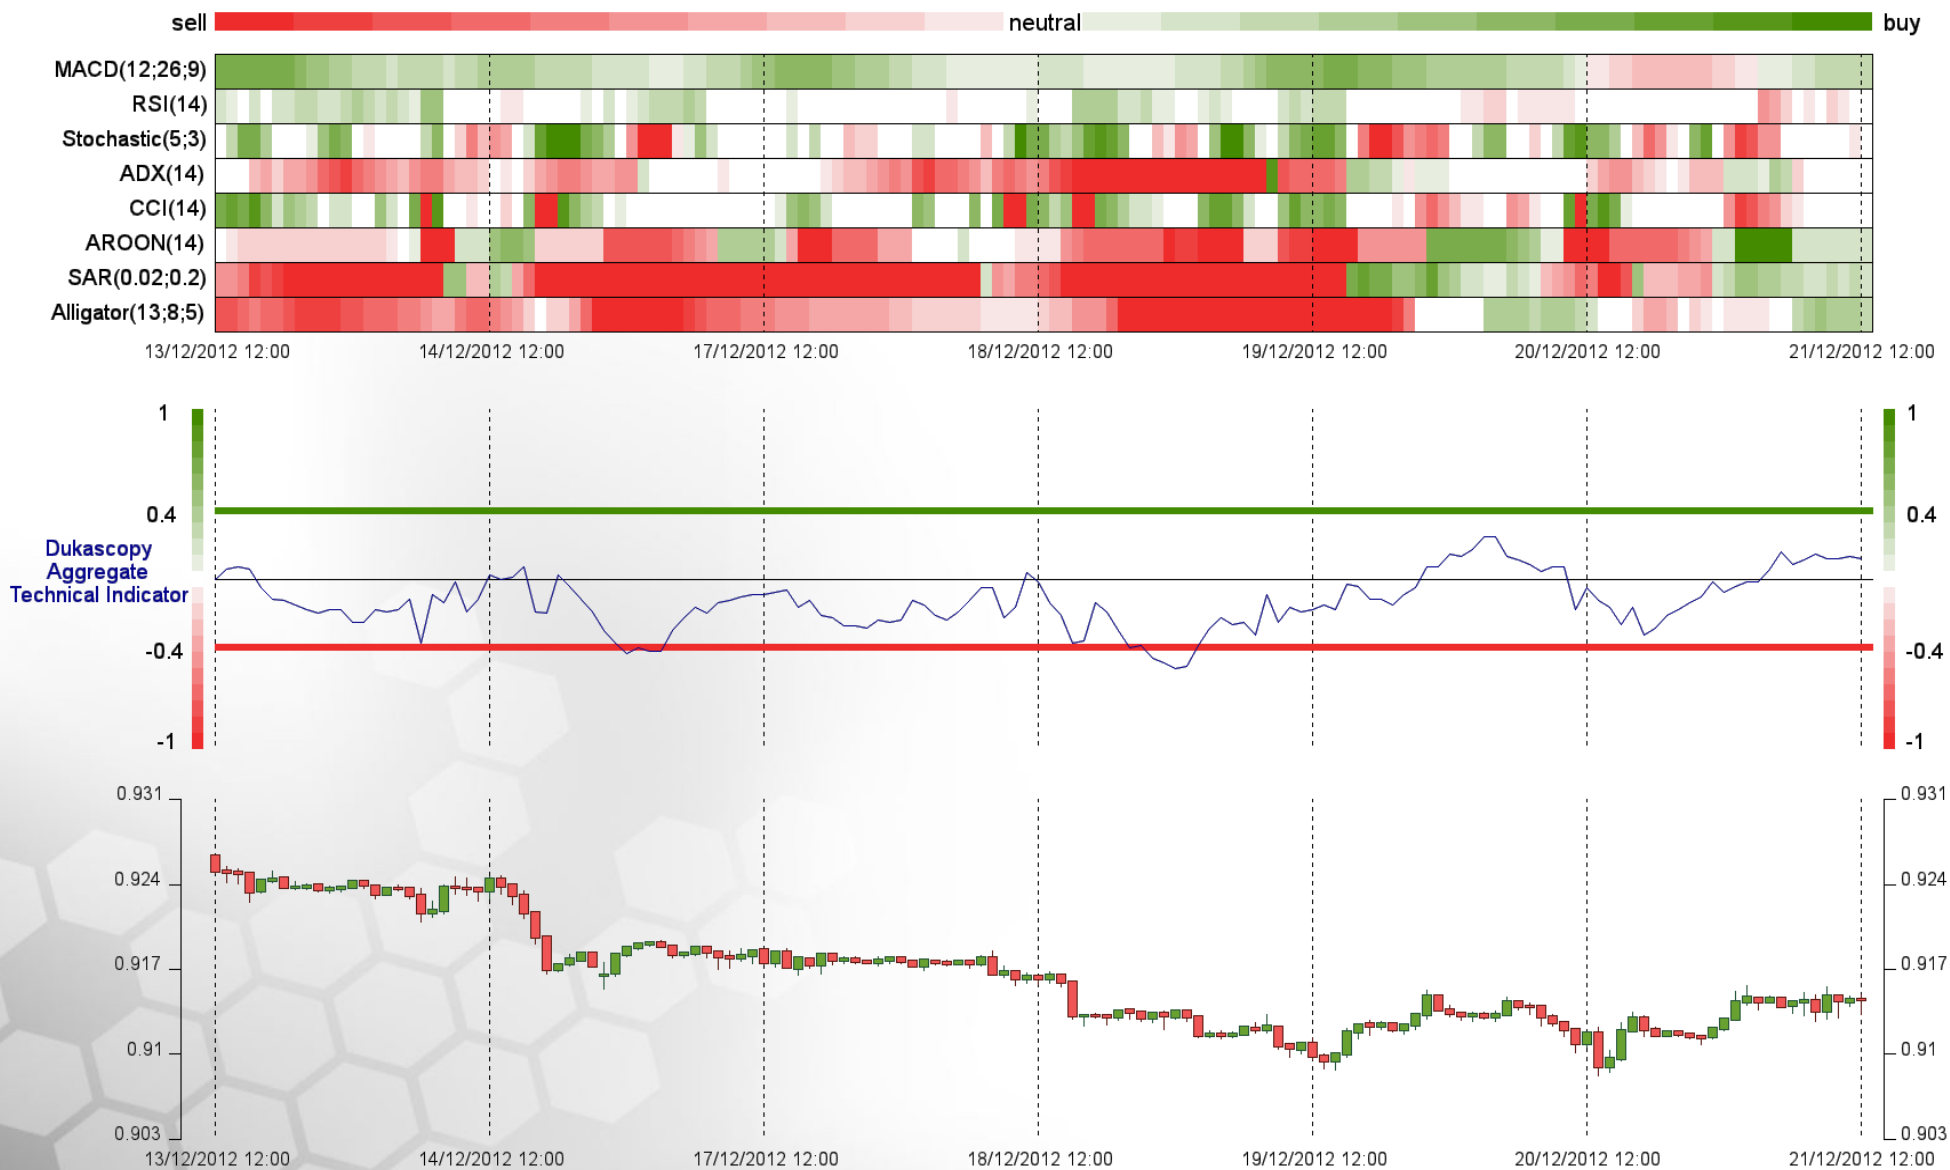 sell neutral buy
MACD(12;26;9)
RSI(14)
Stochastic(5;3)
ADX(14)
CCI(14)
AROON(14)
SAR(0.02;0.2)
Alligator(13;8;5)
13/12/2012 12:00 14/12/2012 12:00 17/12/2012 12:00 18/12/2012 12:00 19/12/2012 12:00 20/12/2012 12:00 21/12/2012 12:00
1 1
0.4 0.4
Dukascopy
Aggregate
Technical Indicator
-0.4 -0.4
-1 -1
0.931 0.931
0.924 0.924
0.917 0.917
0.91 0.91
0.903 0.903
13/12/2012 12:00 14/12/2012 12:00 17/12/2012 12:00 18/12/2012 12:00 19/12/2012 12:00 20/12/2012 12:00 21/12/2012 12:00